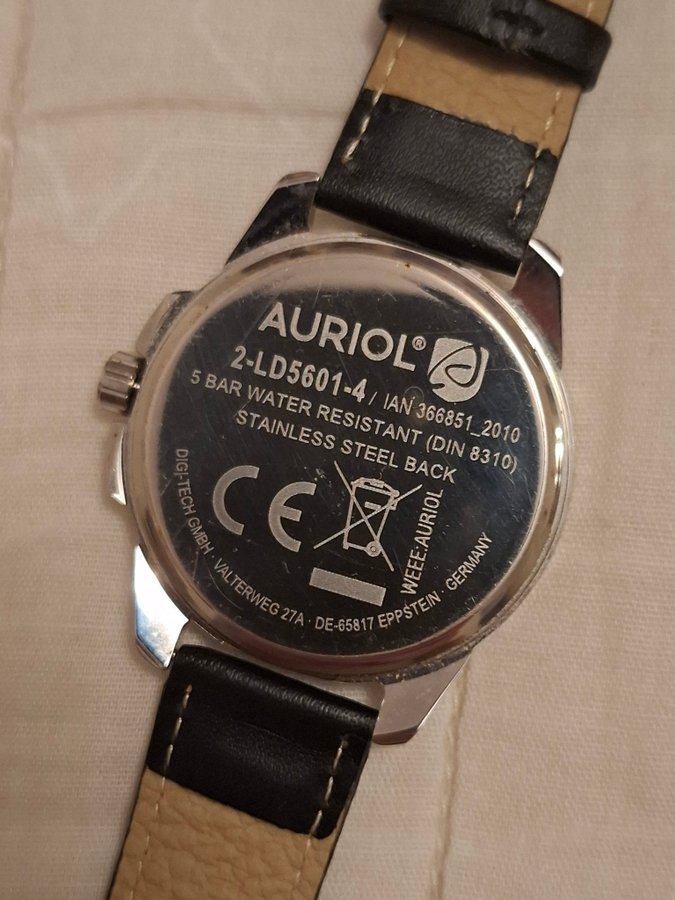 AURIOL®
2-LD5601-4 / IAN 366851_2010
5 BAR WATER RESISTANT (DIN 8310)
STAINLESS STEEL BACK
CE
WEEE:AURIOL
DIGI-TECH GMBH · VALTERWEG 27A · DE-65817 EPPSTEIN · GERMANY